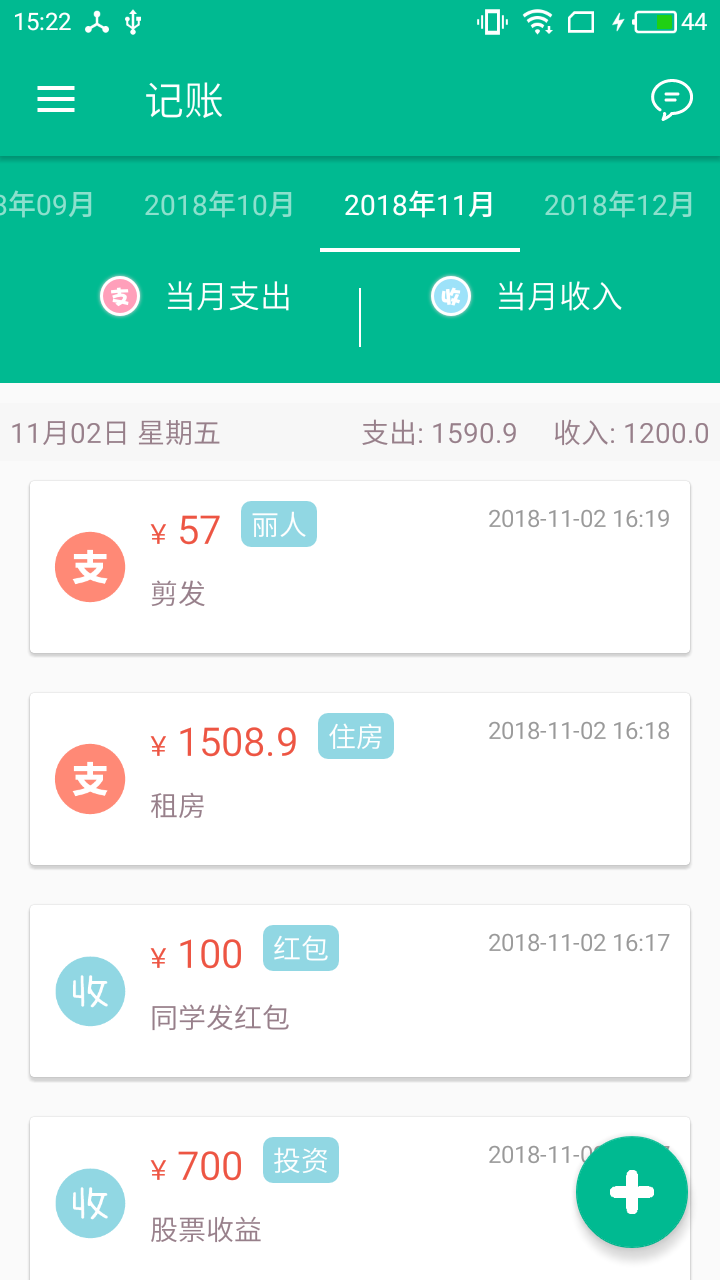 15:22 44
记账
8年09月 2018年10月 2018年11月 2018年12月
支 当月支出 收 当月收入
11月02日 星期五 支出: 1590.9 收入: 1200.0
¥ 57 丽人 2018-11-02 16:19
支
剪发
¥ 1508.9 住房 2018-11-02 16:18
支
租房
¥ 100 红包 2018-11-02 16:17
收
同学发红包
¥ 700 投资 2018-11-0
收
股票收益